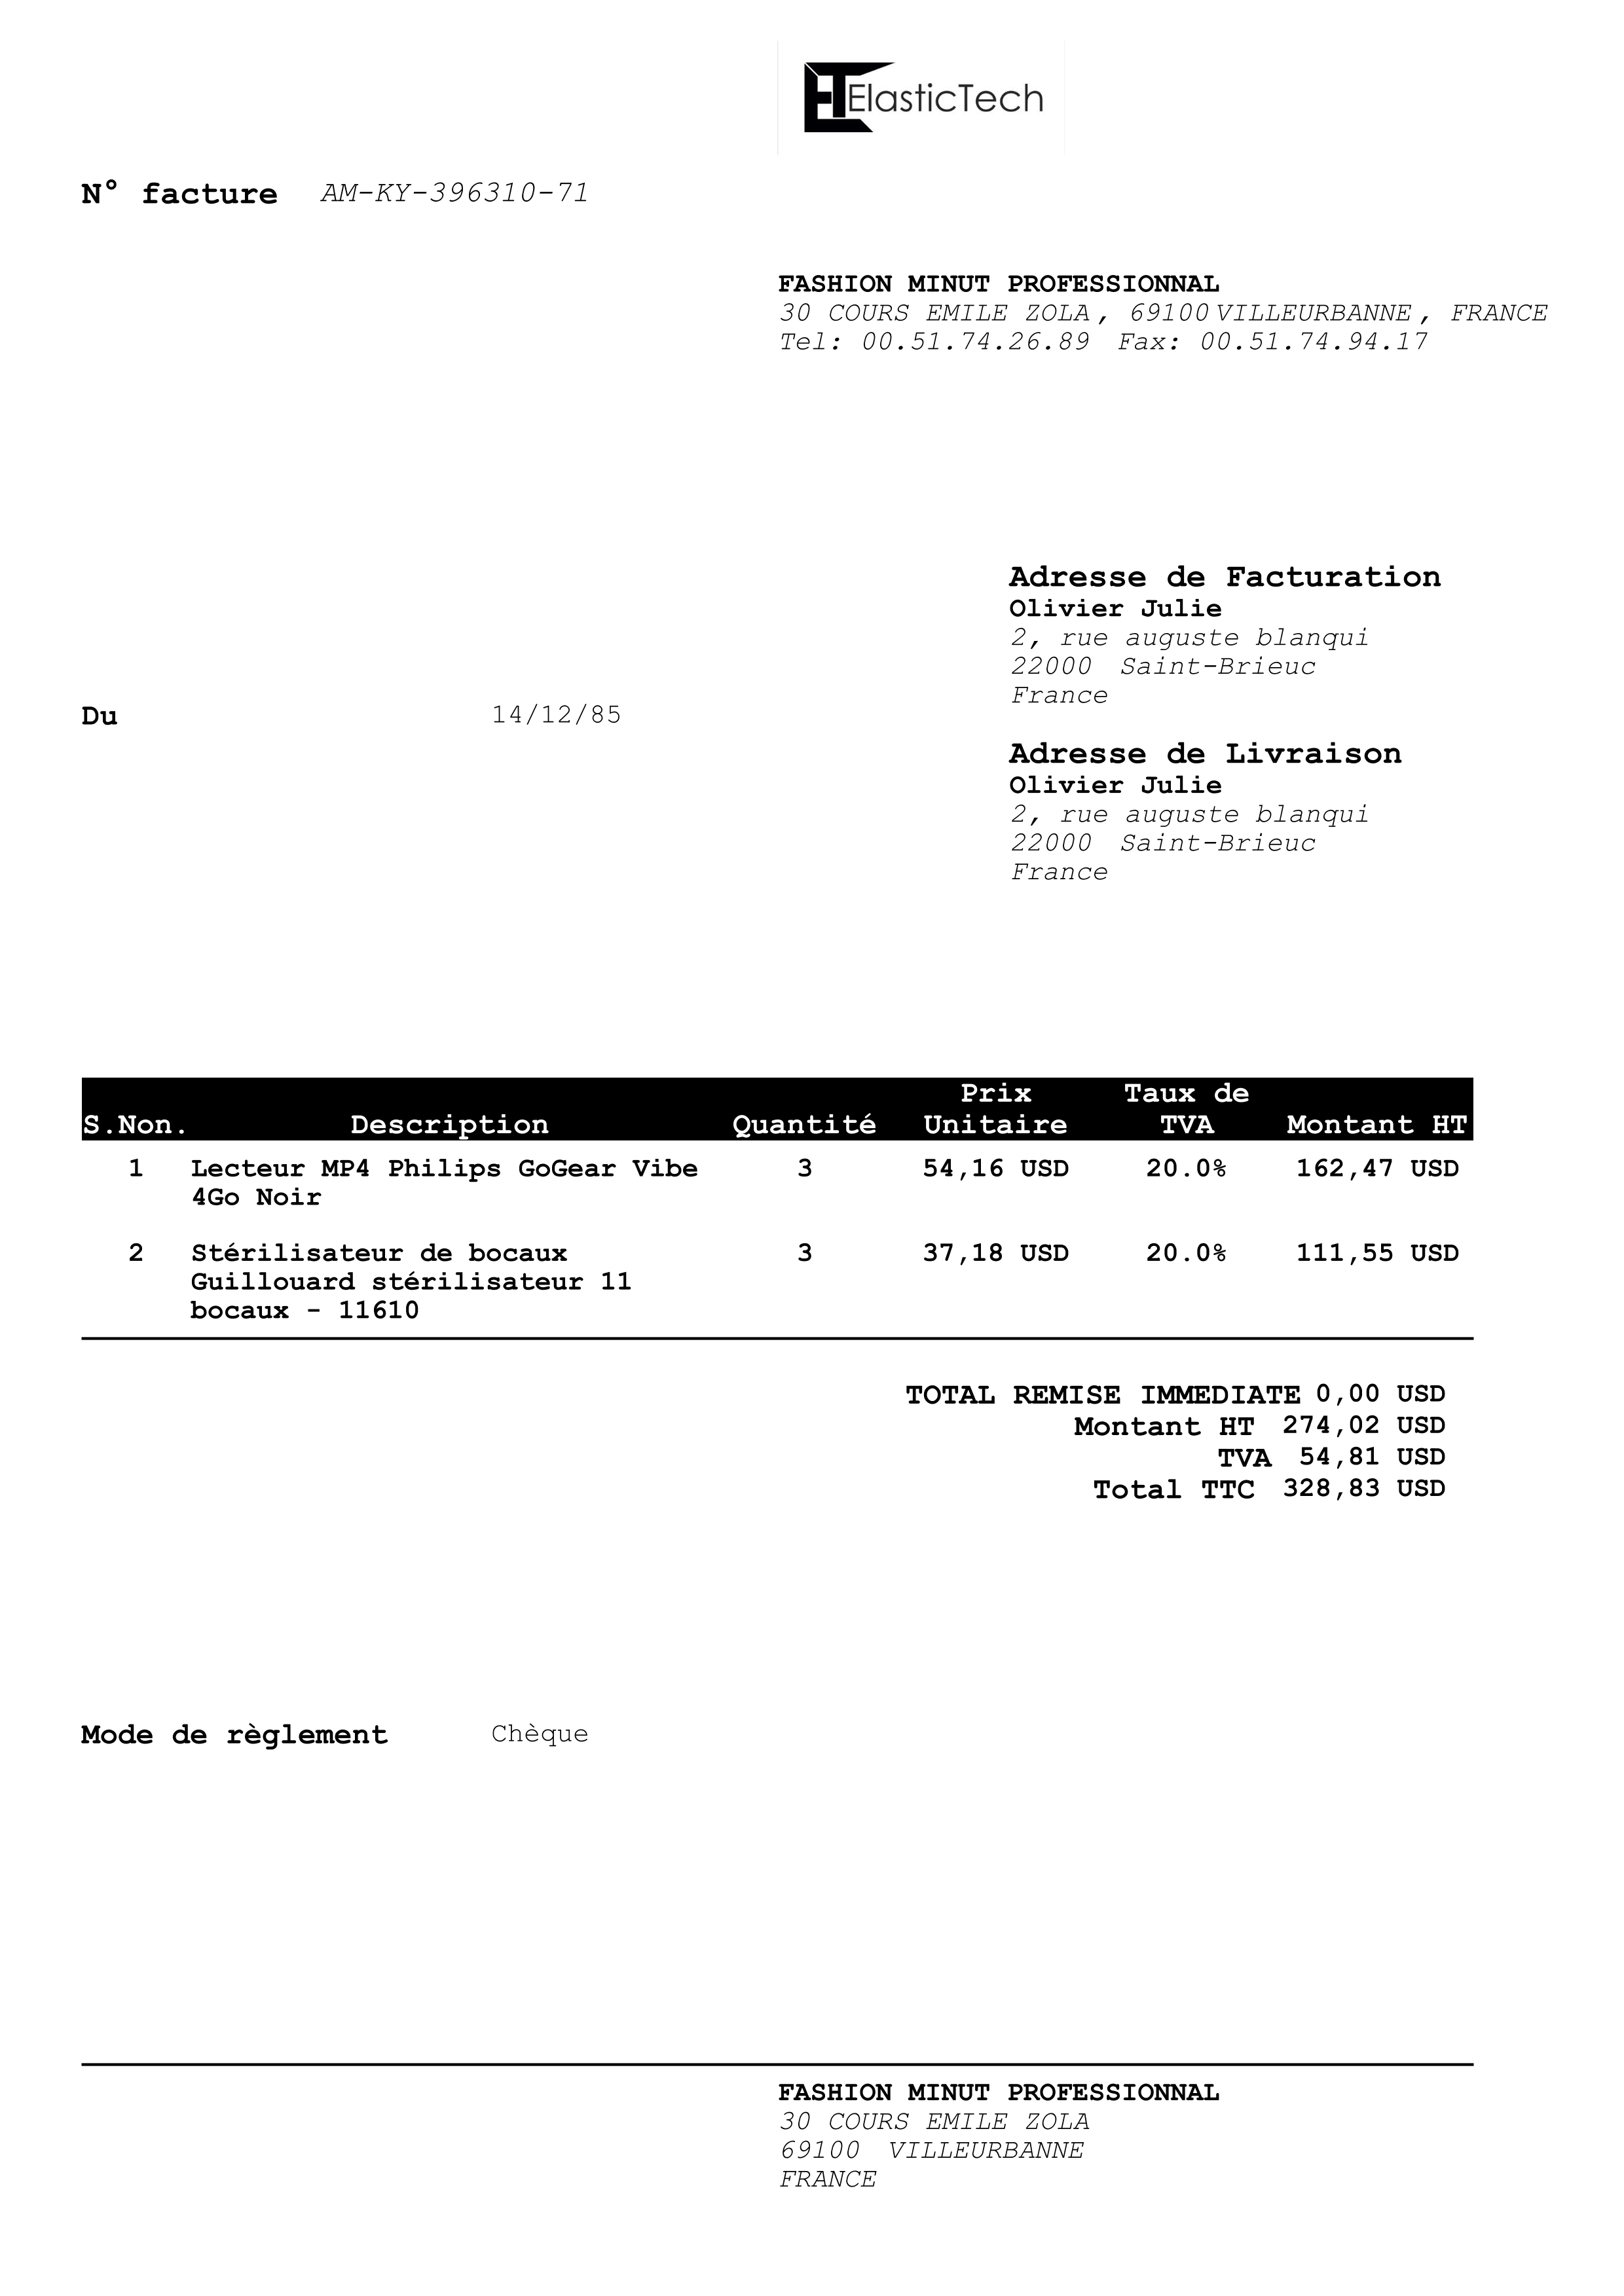 ElasticTech
N° facture AM-KY-396310-71
FASHION MINUT PROFESSIONNAL
30 COURS EMILE ZOLA, 69100 VILLEURBANNE, FRANCE
Tel: 00.51.74.26.89 Fax: 00.51.74.94.17
Adresse de Facturation
Olivier Julie
2, rue auguste blanqui
22000 Saint-Brieuc
France
Du 14/12/85
Adresse de Livraison
Olivier Julie
2, rue auguste blanqui
22000 Saint-Brieuc
France
Prix Taux de
S.Non. Description Quantité Unitaire TVA Montant HT
1 Lecteur MP4 Philips GoGear Vibe 3 54,16 USD 20.0% 162,47 USD
4Go Noir
2 Stérilisateur de bocaux 3 37,18 USD 20.0% 111,55 USD
Guillouard stérilisateur 11
bocaux - 11610
TOTAL REMISE IMMEDIATE 0,00 USD
Montant HT 274,02 USD
TVA 54,81 USD
Total TTC 328,83 USD
Mode de règlement Chèque
FASHION MINUT PROFESSIONNAL
30 COURS EMILE ZOLA
69100 VILLEURBANNE
FRANCE